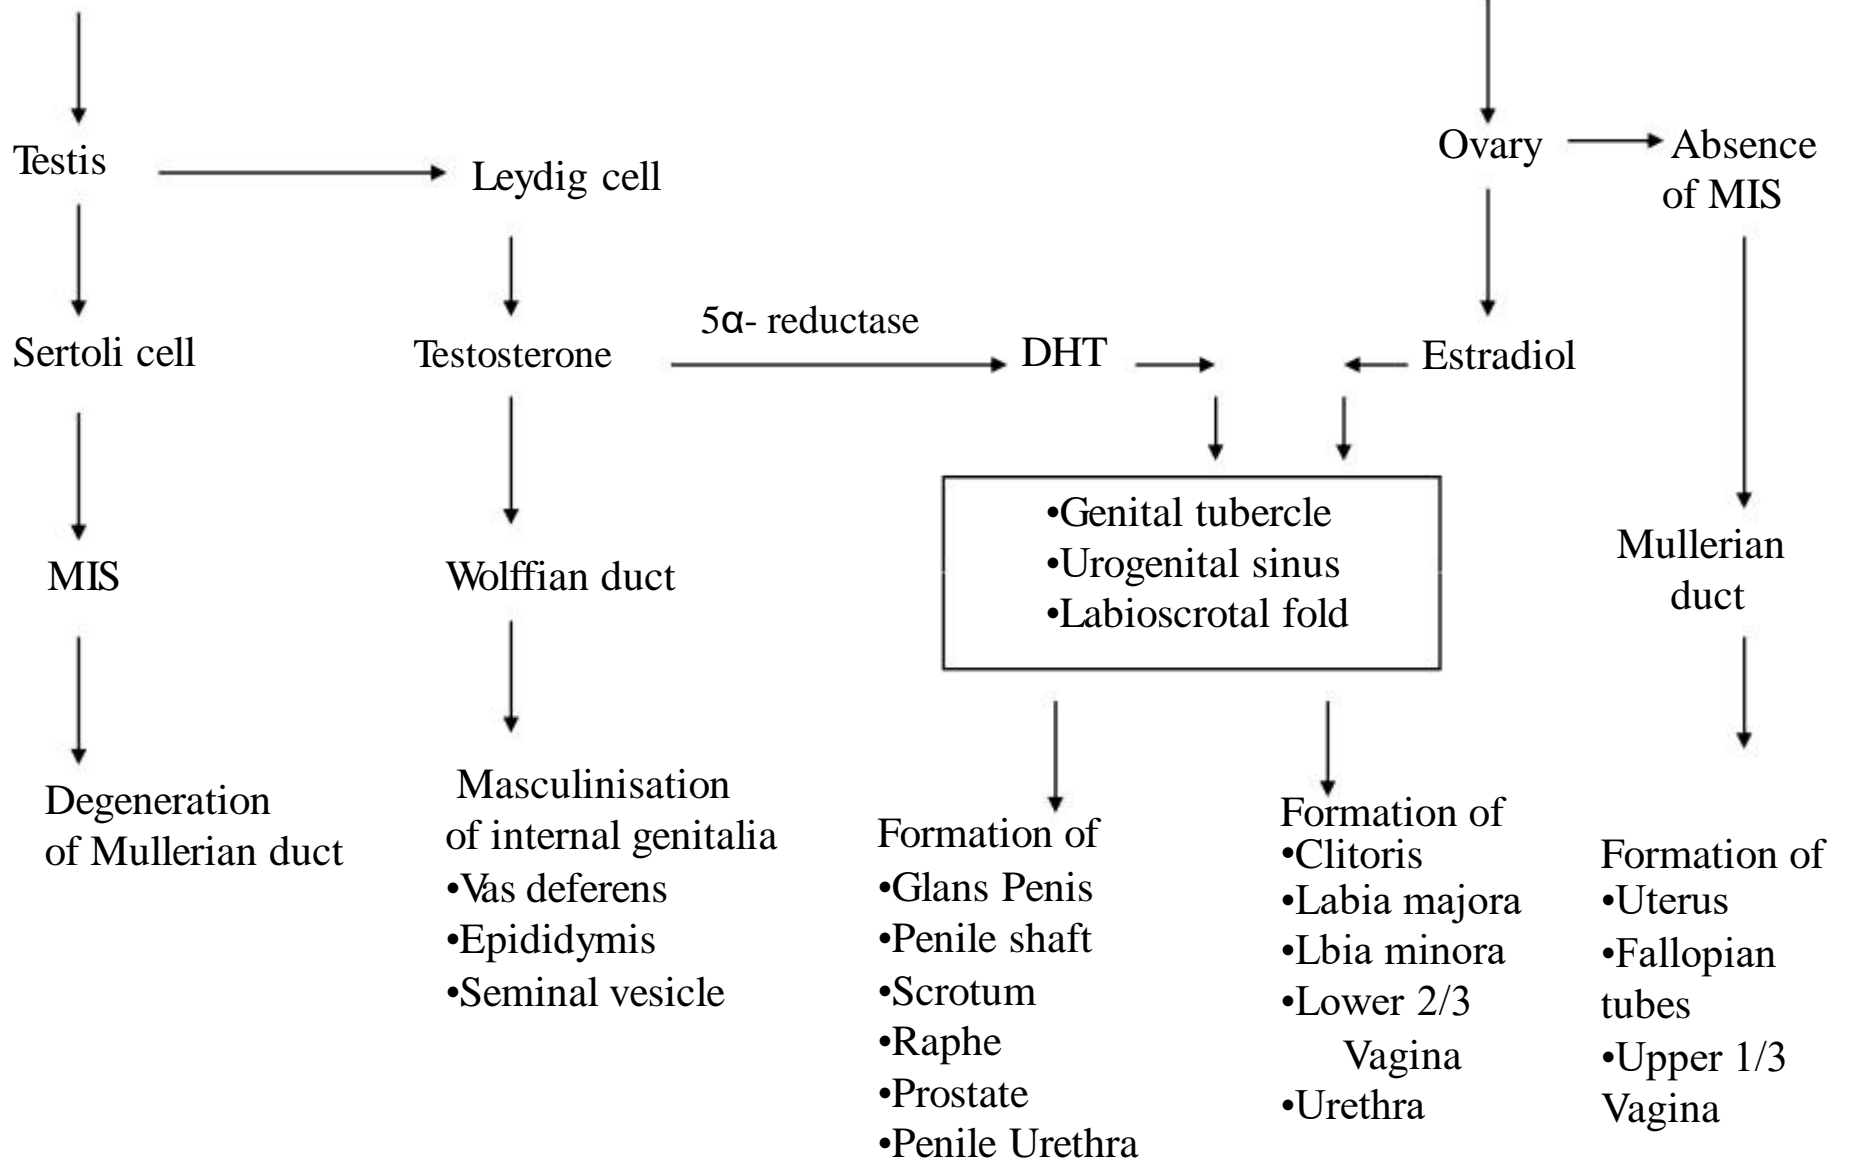 Testis
Leydig cell
Ovary
Absence
of MIS
Sertoli cell
Testosterone
5α- reductase
DHT
Estradiol
MIS
Wolffian duct
•Genital tubercle
•Urogenital sinus
•Labioscrotal fold
Mullerian
duct
Degeneration
of Mullerian duct
Masculinisation
of internal genitalia
•Vas deferens
•Epididymis
•Seminal vesicle
Formation of
•Glans Penis
•Penile shaft
•Scrotum
•Raphe
•Prostate
•Penile Urethra
Formation of
•Clitoris
•Labia majora
•Lbia minora
•Lower 2/3
Vagina
•Urethra
Formation of
•Uterus
•Fallopian
tubes
•Upper 1/3
Vagina